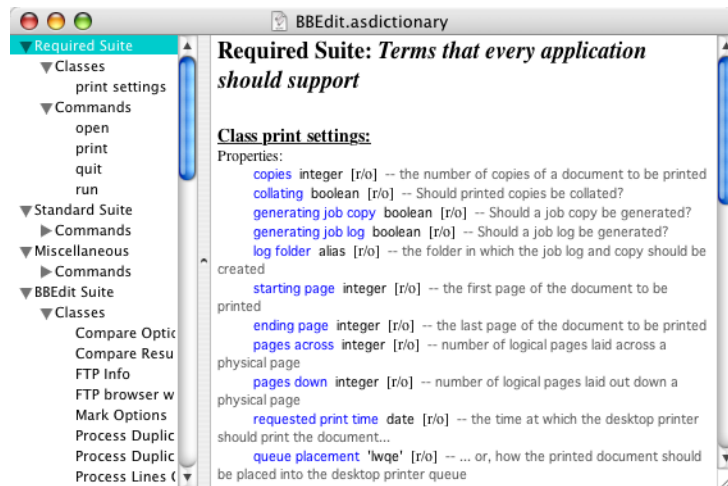 BBEdit.asdictionary
Required Suite
Classes
print settings
Commands
open
print
quit
run
Standard Suite
Commands
Miscellaneous
Commands
BBEdit Suite
Classes
Compare Optic
Compare Resu
FTP Info
FTP browser w
Mark Options
Process Duplic
Process Duplic
Process Lines (
Required Suite: Terms that every application
should support
Class print settings:
Properties:
copies integer [r/o] -- the number of copies of a document to be printed
collating boolean [r/o] -- Should printed copies be collated?
generating job copy boolean [r/o] -- Should a job copy be generated?
generating job log boolean [r/o] -- Should a job log be generated?
log folder alias [r/o] -- the folder in which the job log and copy should be
created
starting page integer [r/o] -- the first page of the document to be
printed
ending page integer [r/o] -- the last page of the document to be printed
pages across integer [r/o] -- number of logical pages laid across a
physical page
pages down integer [r/o] -- number of logical pages laid out down a
physical page
requested print time date [r/o] -- the time at which the desktop printer
should print the document...
queue placement 'lwqe' [r/o] -- ... or, how the printed document should
be placed into the desktop printer queue